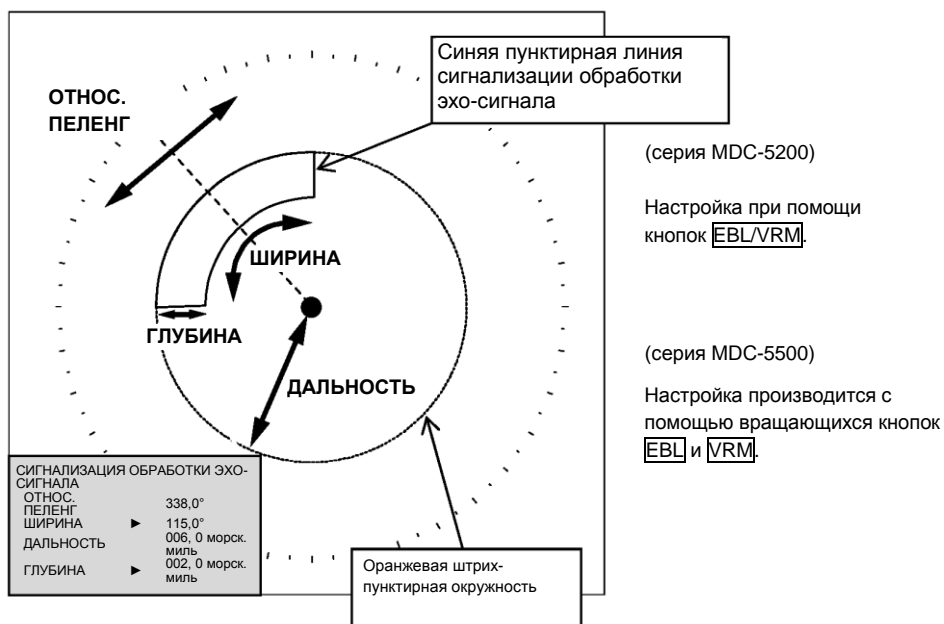 Синяя пунктирная линия
сигнализации обработки
эхо-сигнала
ОТНОС.
ПЕЛЕНГ
ШИРИНА
ГЛУБИНА
ДАЛЬНОСТЬ
(серия MDC-5200)
Настройка при помощи
кнопок EBL/VRM.
(серия MDC-5500)
Настройка производится с
помощью вращающихся кнопок
EBL и VRM.
СИГНАЛИЗАЦИЯ ОБРАБОТКИ ЭХО-
СИГНАЛА
ОТНОС.
ПЕЛЕНГ 338,0°
ШИРИНА ► 115,0°
ДАЛЬНОСТЬ 006, 0 морск.
миль
ГЛУБИНА ► 002, 0 морск.
миль
Оранжевая штрих-
пунктирная окружность